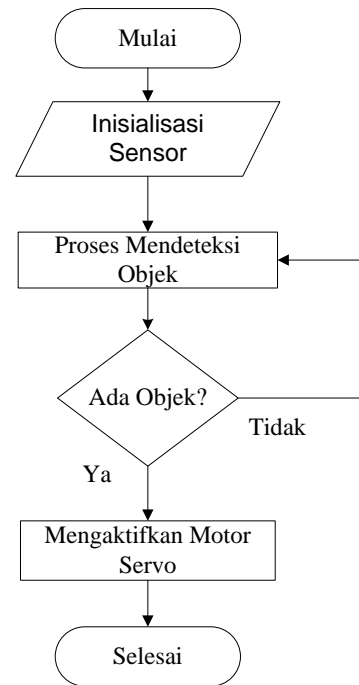 Mulai
Inisialisasi
Sensor
Proses Mendeteksi
Objek
Ada Objek?
Tidak
Ya
Mengaktifkan Motor
Servo
Selesai